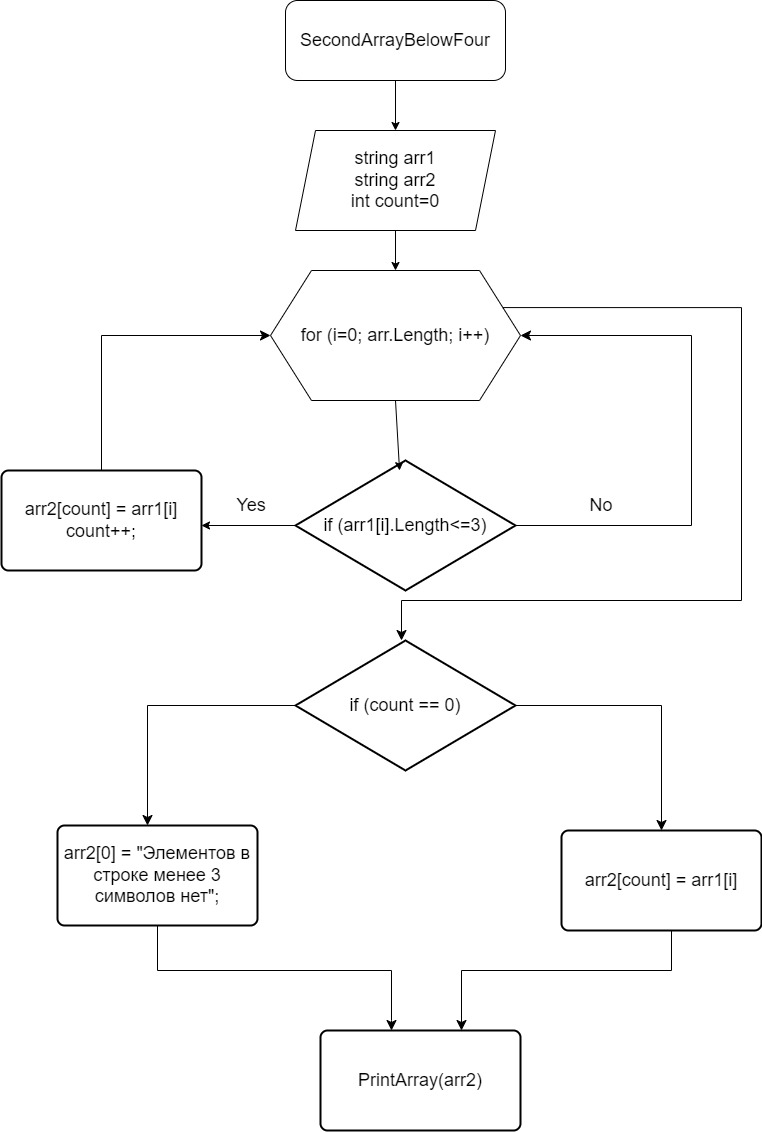 SecondArrayBelowFour
string arr1
string arr2
int count=0
for (i=0; arr.Length; i++)
arr2[count] = arr1[i]
count++;
Yes
if (arr1[i].Length<=3)
No
if (count == 0)
arr2[0] = "Элементов в
строке менее 3
символов нет";
arr2[count] = arr1[i]
PrintArray(arr2)